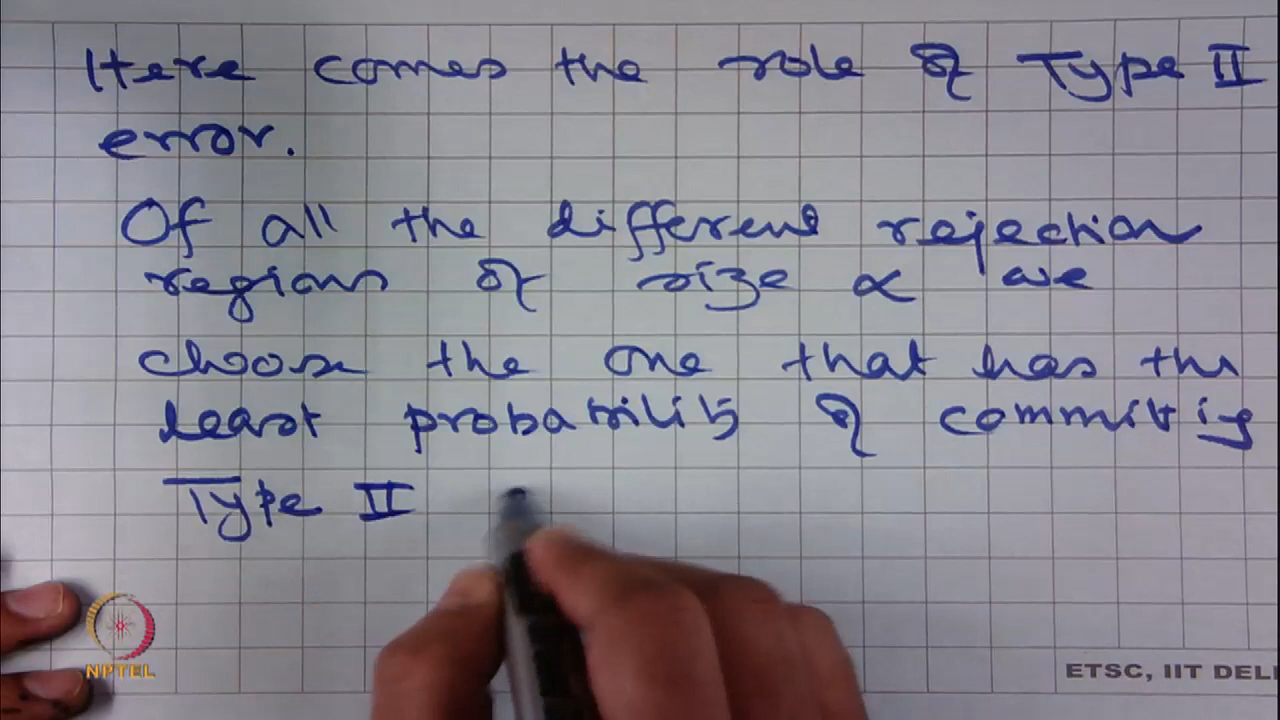 Here comes the role of Type II
error.
Of all the different rejection
regions of size α we
choose the one that has the
least probability of committing
Type II
NPTEL
ETSC, IIT DEL